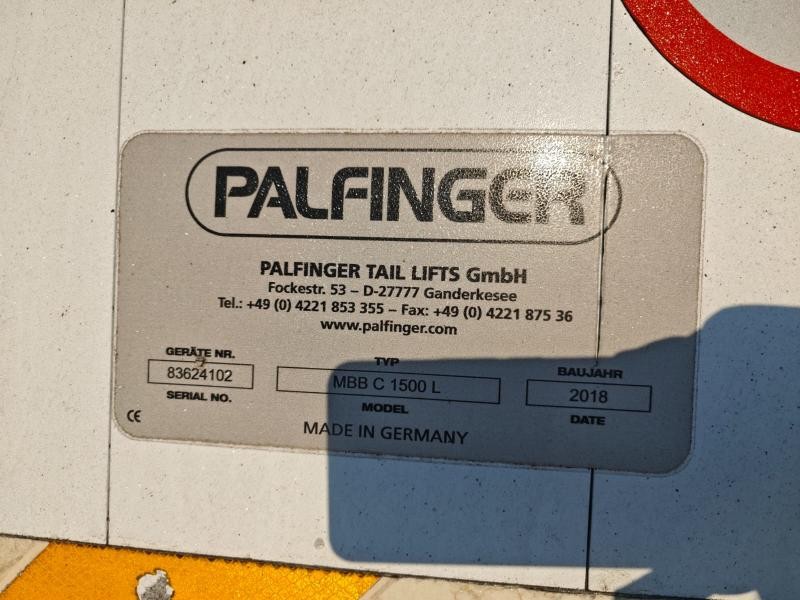 PALFINGER
PALFINGER TAIL LIFTS GmbH
Fockestr. 53 – D-27777 Ganderkesee
Tel.: +49 (0) 4221 853 355 – Fax: +49 (0) 4221 875 36
www.palfinger.com
GERÄTE NR. TYP BAUJAHR
83624102 MBB C 1500 L 2018
SERIAL NO. MODEL DATE
CE MADE IN GERMANY